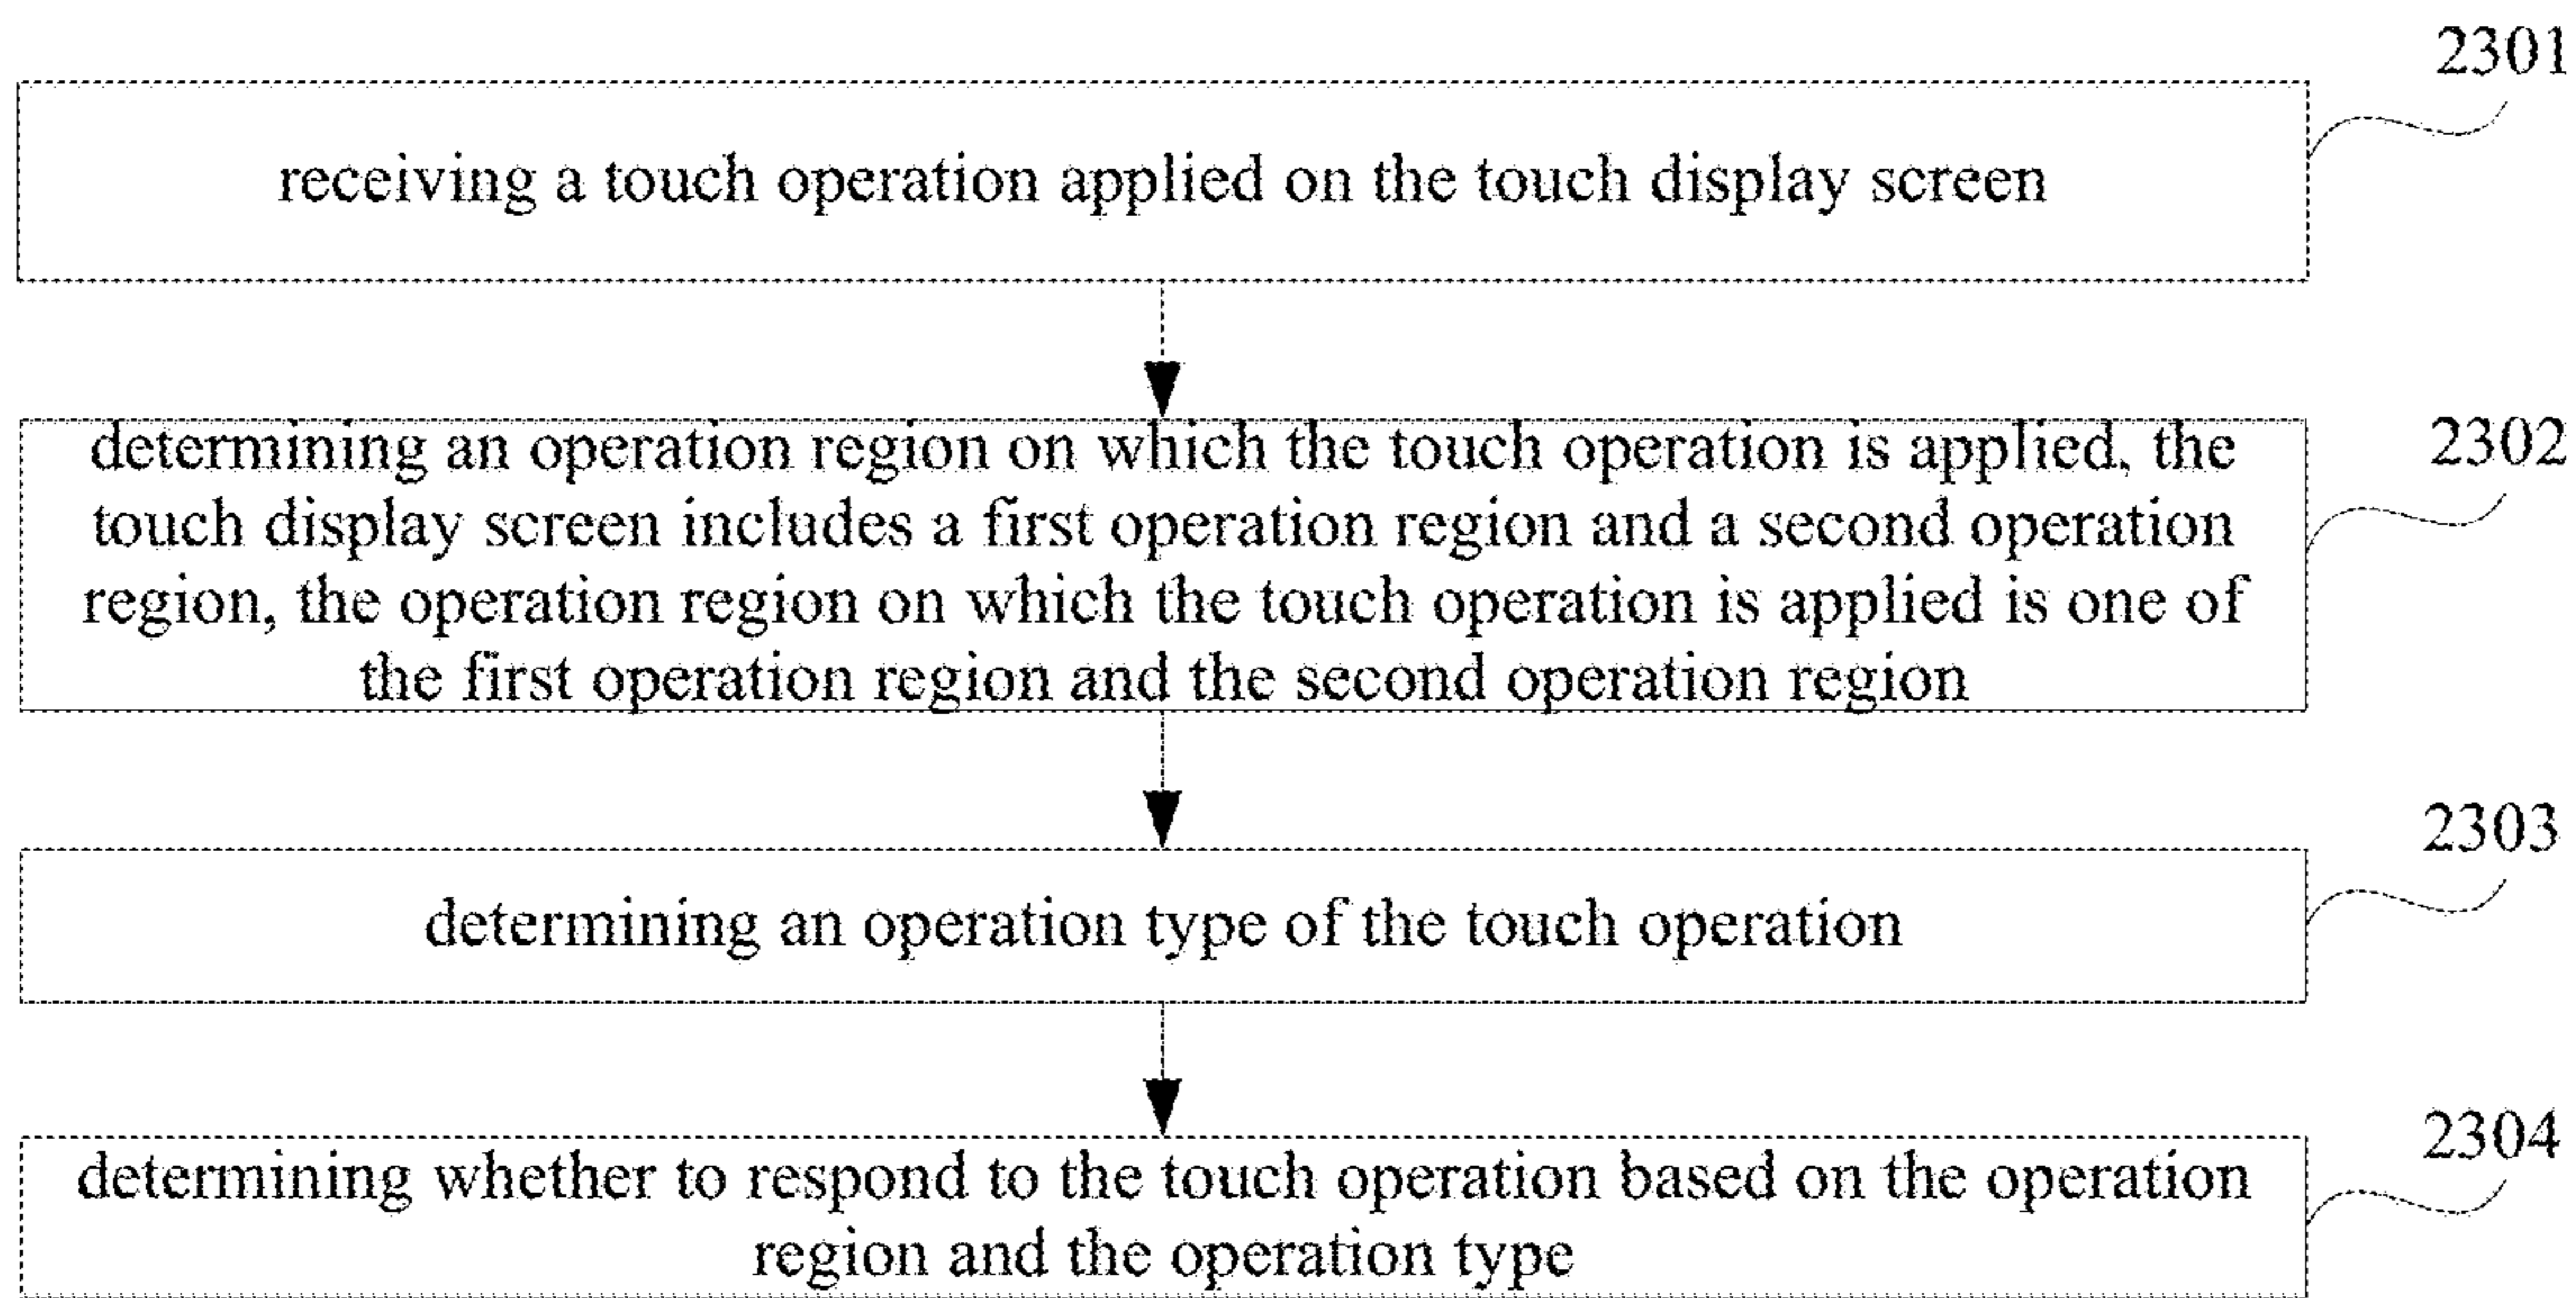 2301
receiving a touch operation applied on the touch display screen
2302
determining an operation region on which the touch operation is applied, the
touch display screen includes a first operation region and a second operation
region, the operation region on which the touch operation is applied is one of
the first operation region and the second operation region
2303
determining an operation type of the touch operation
2304
determining whether to respond to the touch operation based on the operation
region and the operation type